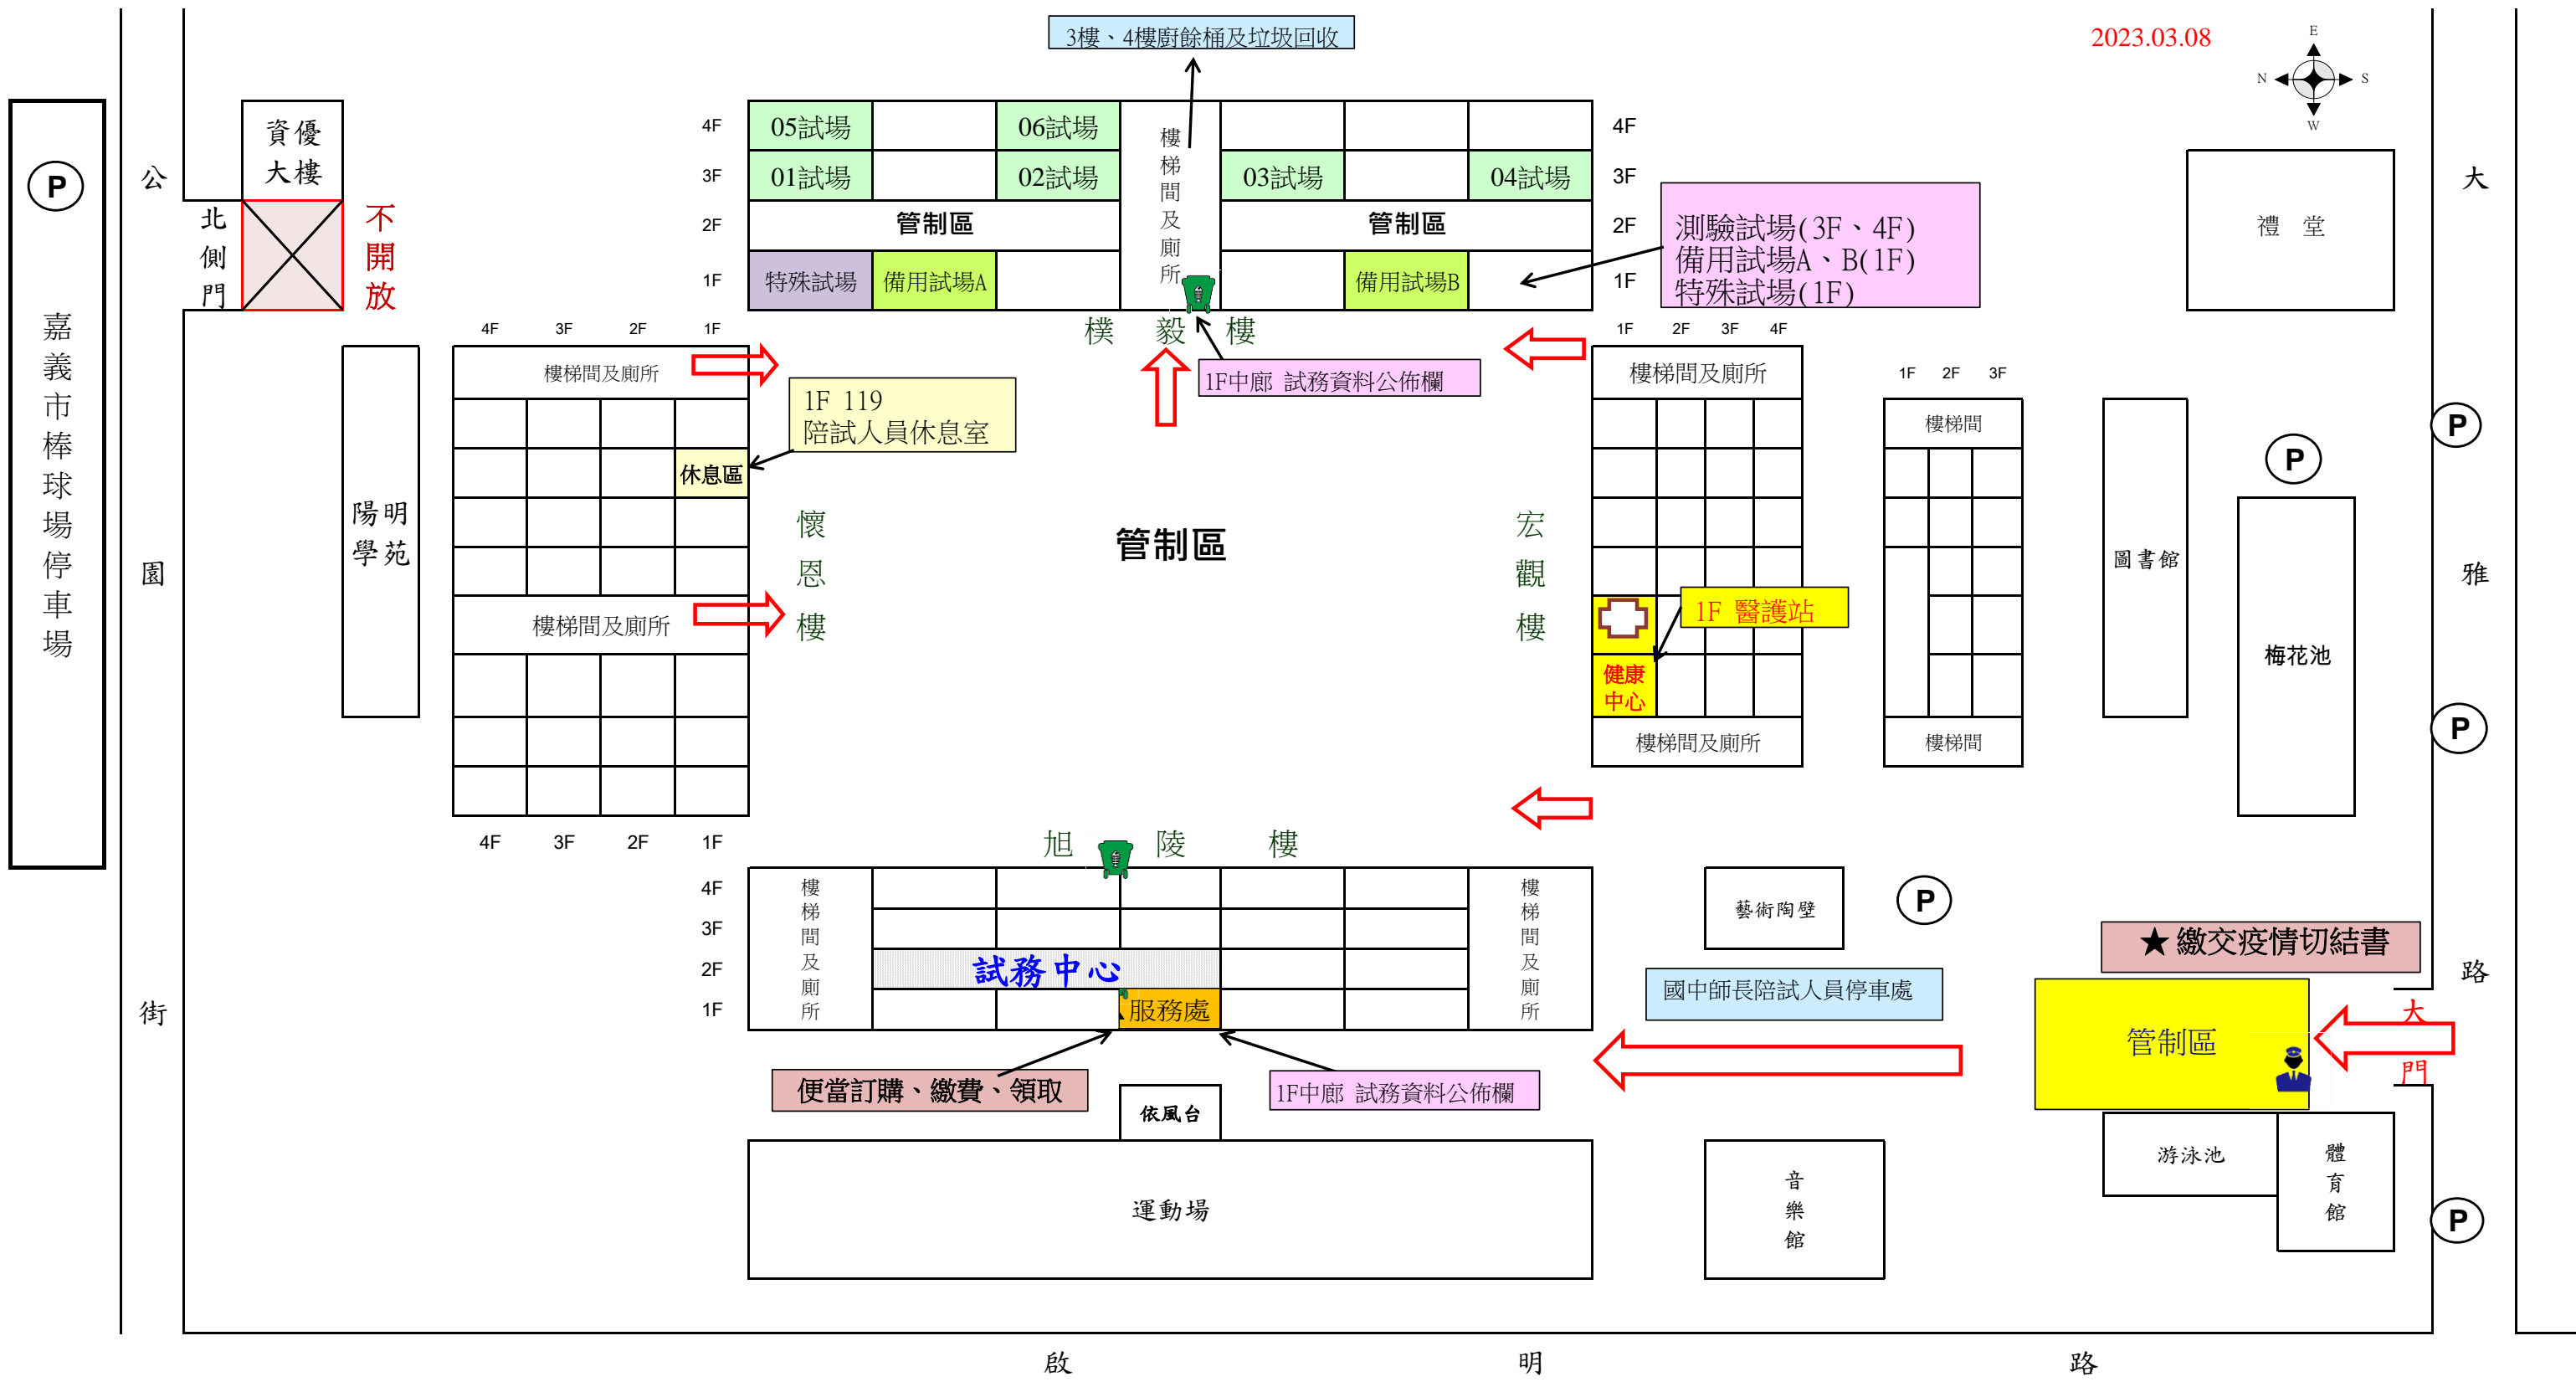 3樓、4樓廚餘桶及垃圾回收
2023.03.08
E
N
S
W
P
嘉義市棒球場停車場
公園街
資優
大樓
北側門
不開放
4F
3F
2F
1F
05試場
06試場
01試場
02試場
管制區
特殊試場
備用試場A
樓梯間及廁所
03試場
04試場
管制區
備用試場B
4F
3F
2F
1F
測驗試場(3F、4F)
備用試場A、B(1F)
特殊試場(1F)
禮 堂
大雅路
樸 毅 樓
1F中廊 試務資料公佈欄
4F 3F 2F 1F
樓梯間及廁所
1F 119
陪試人員休息室
休息區
陽明
學苑
懷恩樓
樓梯間及廁所
4F 3F 2F 1F
管制區
宏觀樓
1F 2F 3F 4F
樓梯間及廁所
1F 醫護站
健康
中心
樓梯間及廁所
1F 2F 3F
樓梯間
樓梯間
圖書館
P
P
梅花池
P
旭 陵 樓
4F
3F
2F
1F
樓梯間及廁所
試務中心
服務處
樓梯間及廁所
便當訂購、繳費、領取
1F中廊 試務資料公佈欄
依風台
運動場
藝術陶壁
P
國中師長陪試人員停車處
★繳交疫情切結書
管制區
大門
游泳池
體育館
音樂館
P
啟 明 路